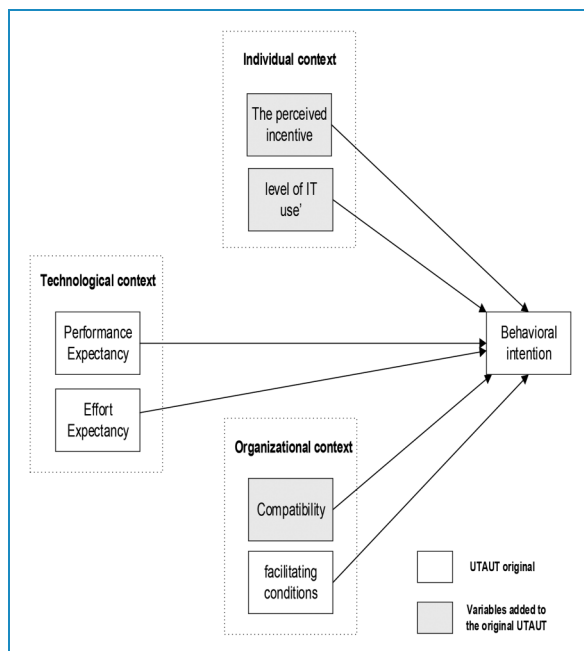 Individual context
The perceived
incentive
level of IT
use'
Technological context
Performance
Expectancy
Effort
Expectancy
Behavioral
intention
Organizational context
Compatibility
facilitating
conditions
UTAUT original
Variables added to
the original UTAUT